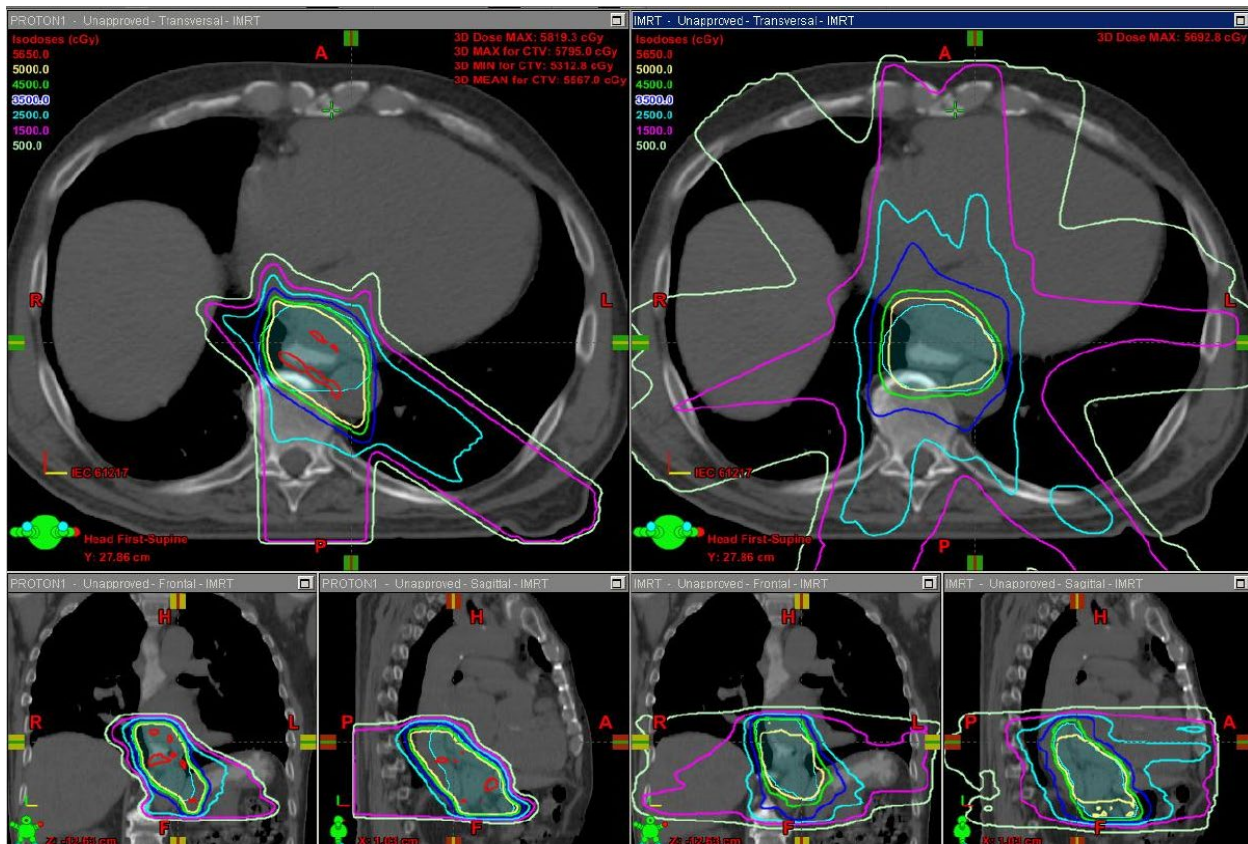 PROTON1 - Unapproved - Transversal - IMRT
Isodoses (cGy)
5650.0
5000.0
4500.0
3500.0
2500.0
1500.0
500.0
3D Dose MAX: 5819.3 cGy
3D MAX for CTV: 5795.0 cGy
3D MIN for CTV: 5312.8 cGy
3D MEAN for CTV: 5567.0 cGy
A
R
L
IEC 61217
Head First-Supine
Y: 27.86 cm
P
IMRT - Unapproved - Transversal - IMRT
Isodoses (cGy)
5650.0
5000.0
4500.0
3500.0
2500.0
1500.0
500.0
3D Dose MAX: 5692.8 cGy
A
R
L
IEC 61217
Head First-Supine
Y: 27.86 cm
P
PROTON1 - Unapproved - Frontal - IMRT
H
R
L
F
PROTON1 - Unapproved - Sagittal - IMRT
H
P
A
F
IMRT - Unapproved - Frontal - IMRT
H
R
L
F
IMRT - Unapproved - Sagittal - IMRT
H
P
A
F